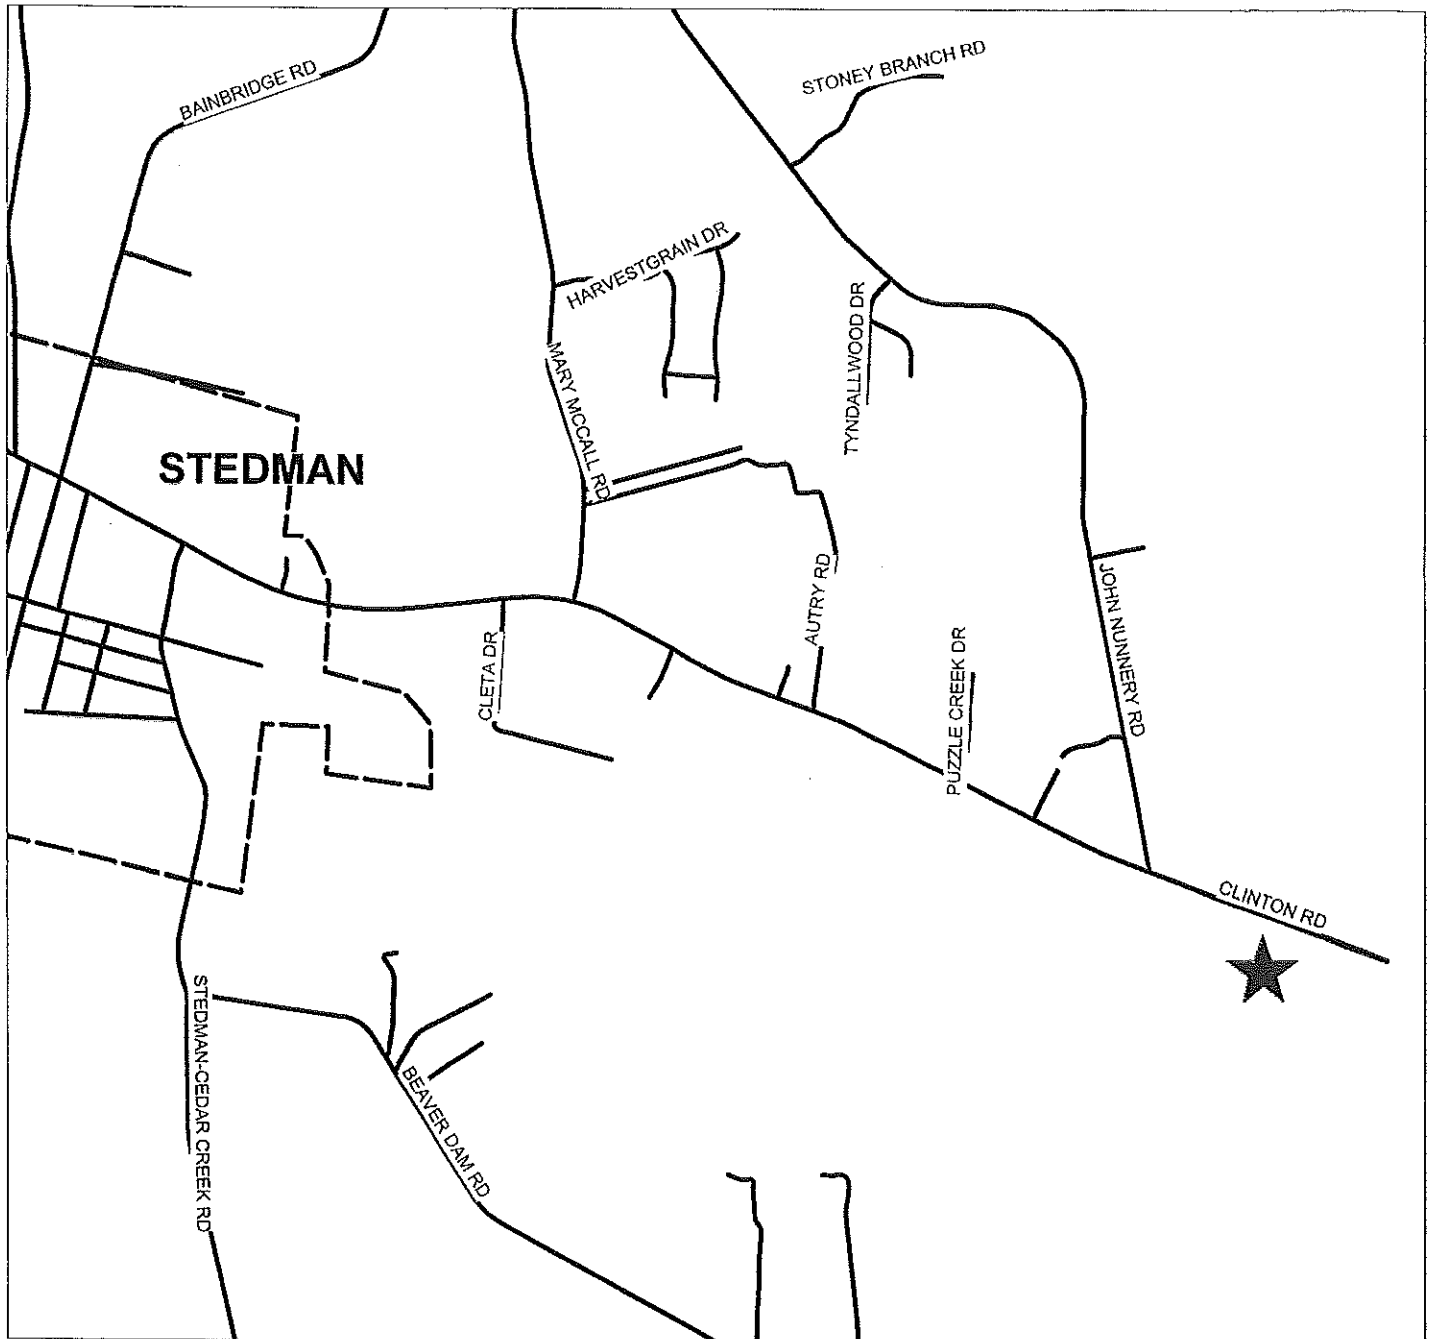 STONEY BRANCH RD
BAINBRIDGE RD
HARVESTGRAIN DR
TYNDALLWOOD DR
MARY MCCALL RD
STEDMAN
AUTRY RD
JOHN NUNNERY RD
CLETA DR
PUZZLE CREEK DR
CLINTON RD
STEDMAN-CEDAR CREEK RD
BEAVER DAM RD